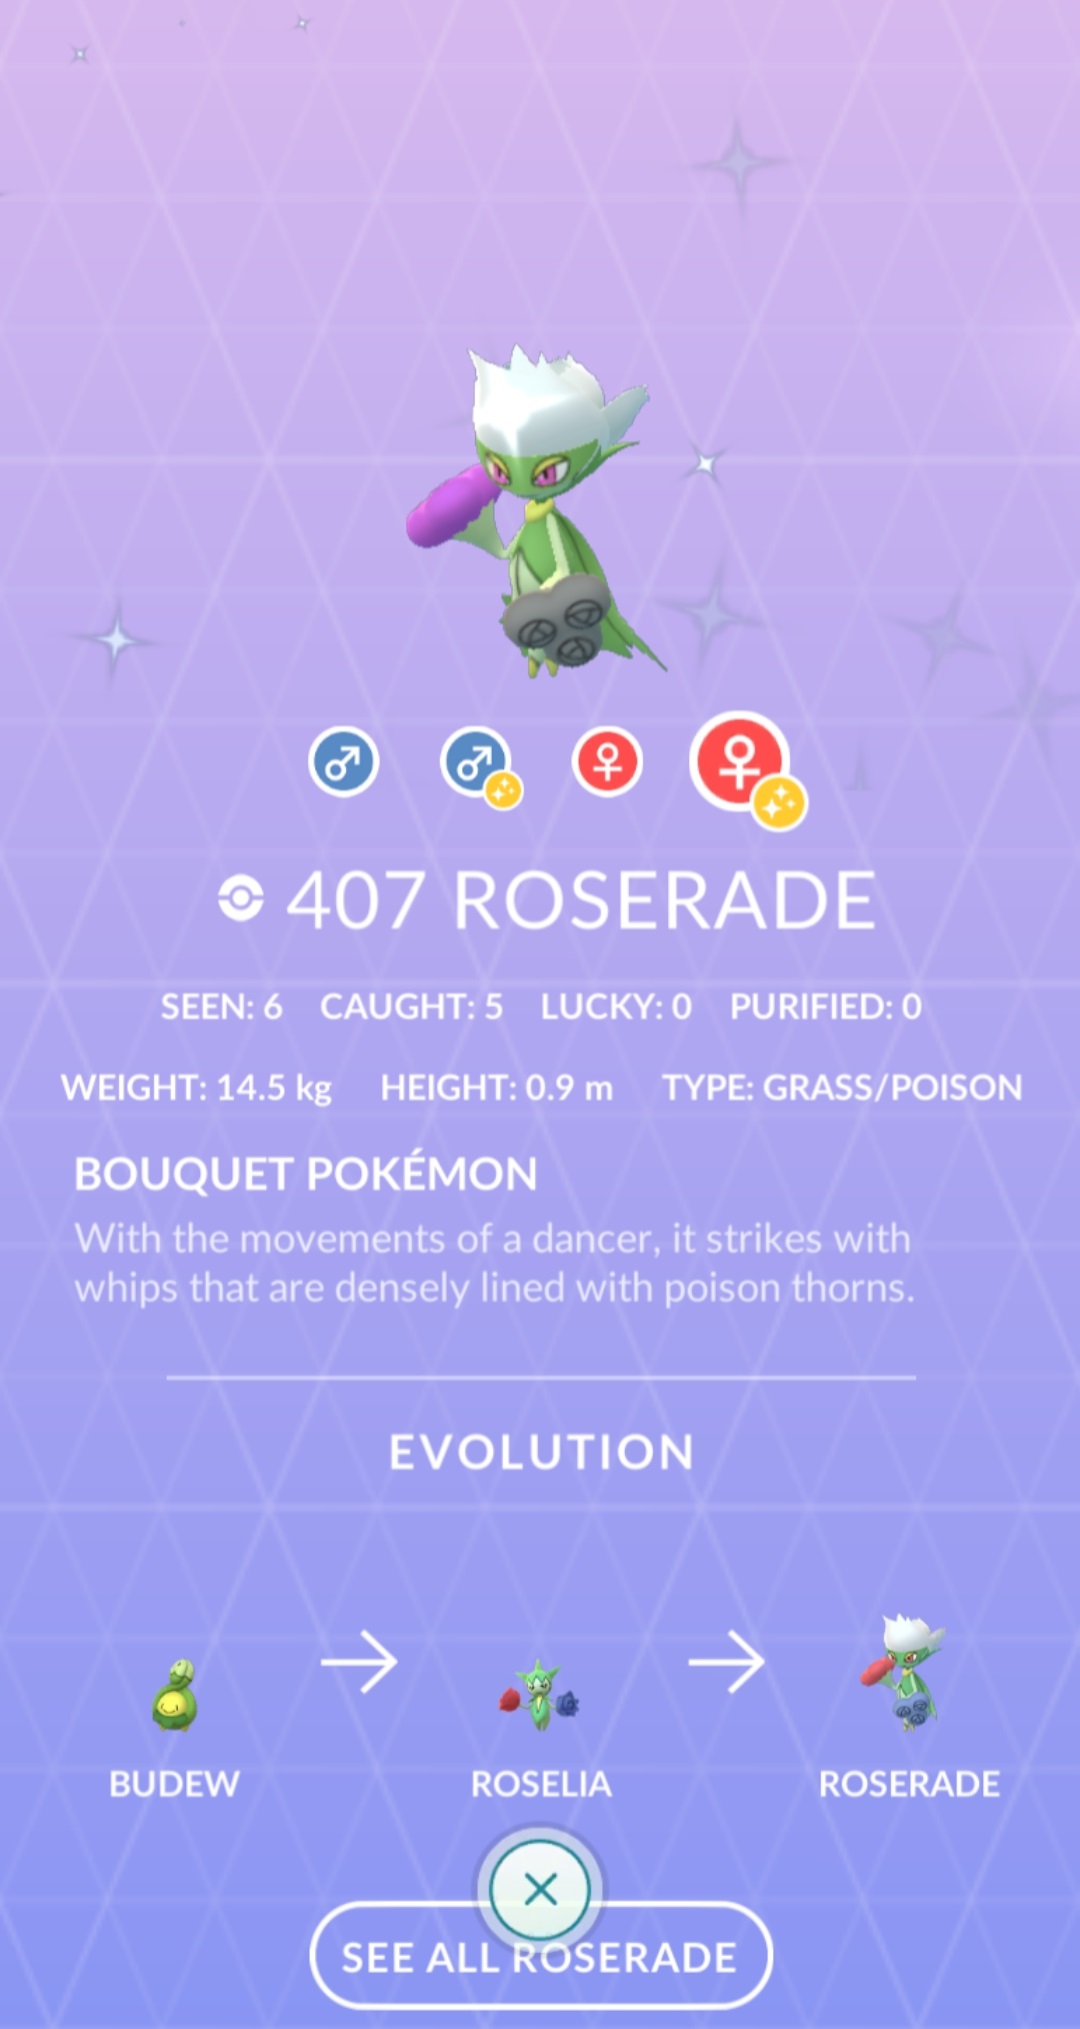 407 ROSERADE
SEEN: 6 CAUGHT: 5 LUCKY: 0 PURIFIED: 0
WEIGHT: 14.5 kg HEIGHT: 0.9 m TYPE: GRASS/POISON
BOUQUET POKÉMON
With the movements of a dancer, it strikes with
whips that are densely lined with poison thorns.
EVOLUTION
BUDEW ROSELIA ROSERADE
SEE ALL ROSERADE